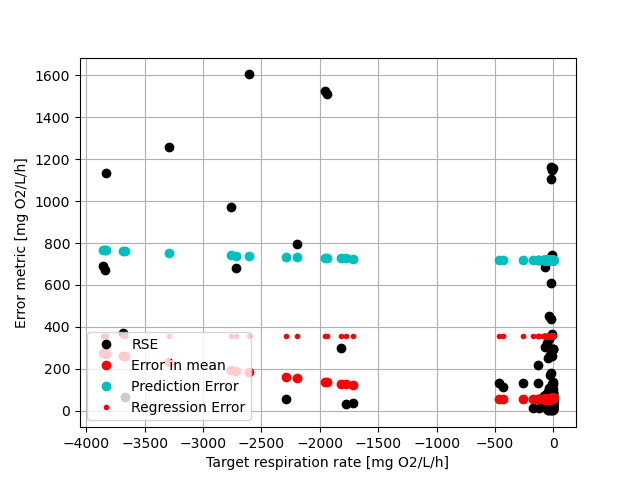 1600
1400
1200
1000
800
600
400
200
0
Error metric [mg O2/L/h]
RSE
Error in mean
Prediction Error
Regression Error
−4000 −3500 −3000 −2500 −2000 −1500 −1000 −500 0
Target respiration rate [mg O2/L/h]